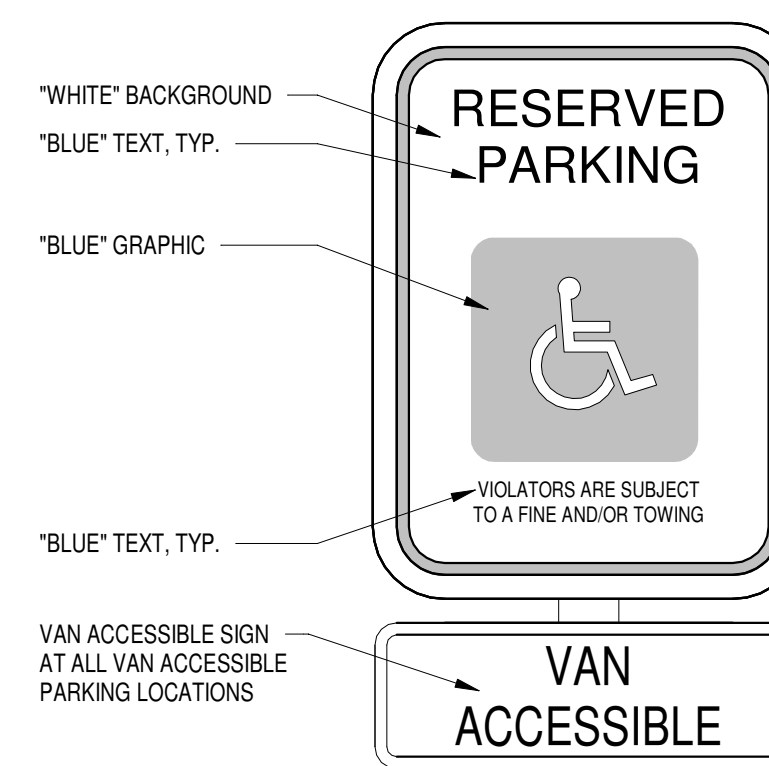 "WHITE" BACKGROUND
"BLUE" TEXT, TYP.
"BLUE" GRAPHIC
"BLUE" TEXT, TYP.
VAN ACCESSIBLE SIGN
AT ALL VAN ACCESSIBLE
PARKING LOCATIONS
RESERVED
PARKING
VIOLATORS ARE SUBJECT
TO A FINE AND/OR TOWING
VAN
ACCESSIBLE